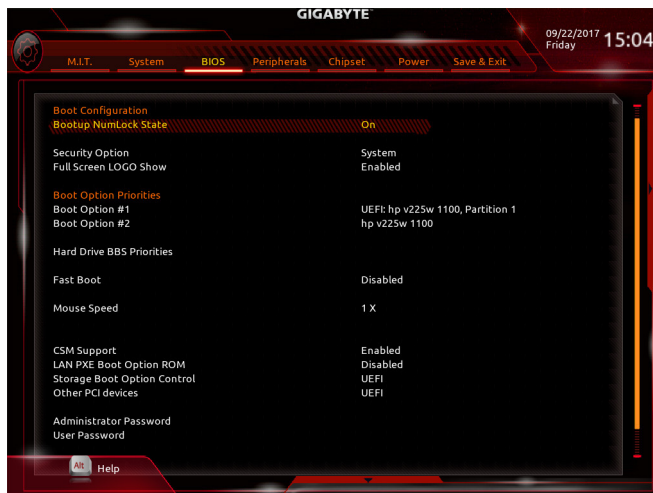 GIGABYTE™
09/22/2017 15:04
Friday
M.I.T. System BIOS Peripherals Chipset Power Save & Exit
Boot Configuration
Bootup NumLock State On
Security Option System
Full Screen LOGO Show Enabled
Boot Option Priorities
Boot Option #1 UEFI: hp v225w 1100, Partition 1
Boot Option #2 hp v225w 1100
Hard Drive BBS Priorities
Fast Boot Disabled
Mouse Speed 1 X
CSM Support Enabled
LAN PXE Boot Option ROM Disabled
Storage Boot Option Control UEFI
Other PCI devices UEFI
Administrator Password
User Password
Alt Help